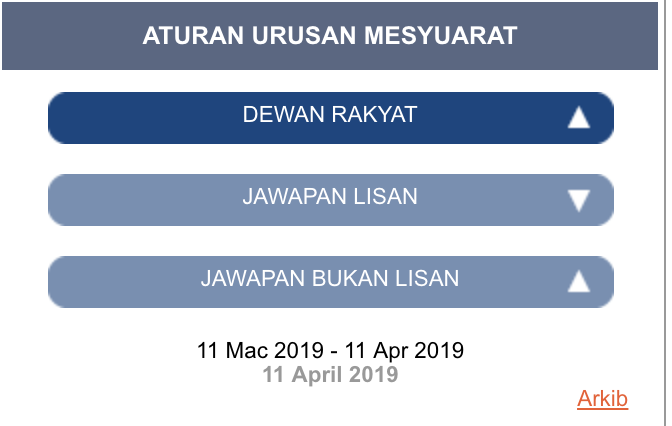 ATURAN URUSAN MESYUARAT
DEWAN RAKYAT
JAWAPAN LISAN
JAWAPAN BUKAN LISAN
11 Mac 2019 - 11 Apr 2019
11 April 2019
Arkib